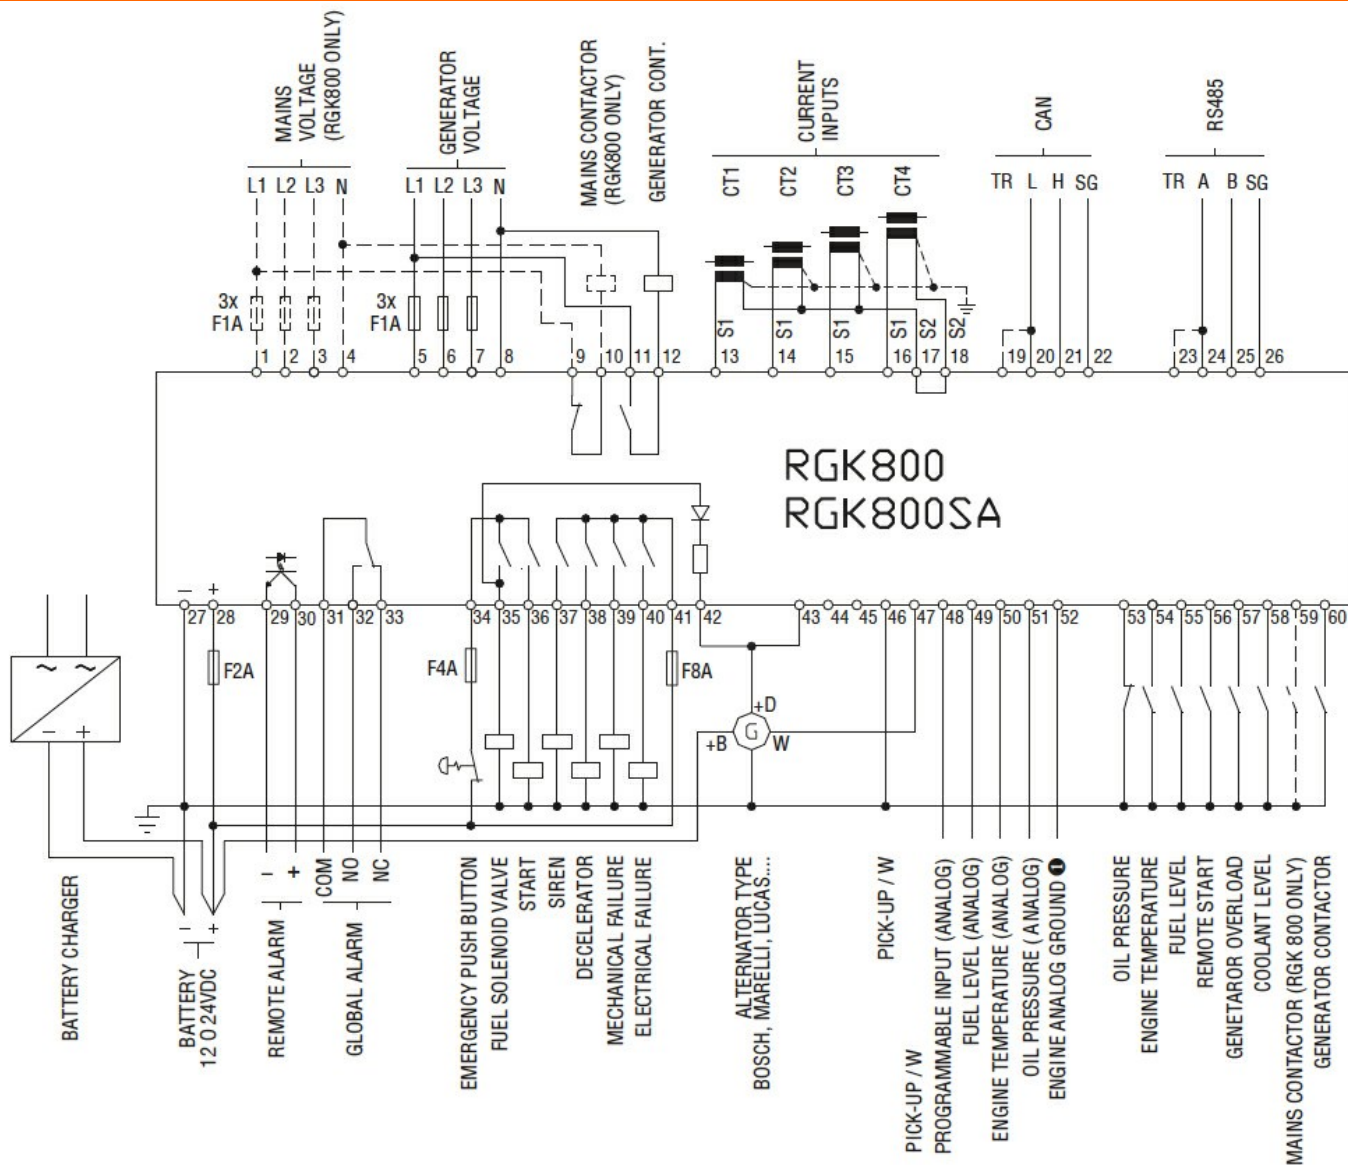 MAINS
VOLTAGE
(RGK800 ONLY)
GENERATOR
VOLTAGE
MAINS CONTACTOR
(RGK800 ONLY)
GENERATOR CONT.
CURRENT
INPUTS
CAN
RS485
L1 L2 L3 N
L1 L2 L3 N
CT1 CT2 CT3 CT4
TR L H SG
TR A B SG
3x
F1A
3x
F1A
S1 S1 S1 S1 S2 S2
1 2 3 4 5 6 7 8 9 10 11 12 13 14 15 16 17 18 19 20 21 22 23 24 25 26
RGK800
RGK800SA
− +
27 28 29 30 31 32 33 34 35 36 37 38 39 40 41 42 43 44 45 46 47 48 49 50 51 52 53 54 55 56 57 58 59 60
F2A
F4A
F8A
~ ~
− +
+D
G
+B
W
− +
COM
NO
NC
− +
BATTERY CHARGER
BATTERY
12 O 24VDC
REMOTE ALARM
GLOBAL ALARM
EMERGENCY PUSH BUTTON
FUEL SOLENOID VALVE
START
SIREN
DECELERATOR
MECHANICAL FAILURE
ELECTRICAL FAILURE
ALTERNATOR TYPE
BOSCH, MARELLI, LUCAS....
PICK-UP / W
PICK-UP / W
PROGRAMMABLE INPUT (ANALOG)
FUEL LEVEL (ANALOG)
ENGINE TEMPERATURE (ANALOG)
OIL PRESSURE ( ANALOG)
ENGINE ANALOG GROUND ❶
OIL PRESSURE
ENGINE TEMPERATURE
FUEL LEVEL
REMOTE START
GENETAROR OVERLOAD
COOLANT LEVEL
MAINS CONTACTOR (RGK 800 ONLY)
GENERATOR CONTACTOR